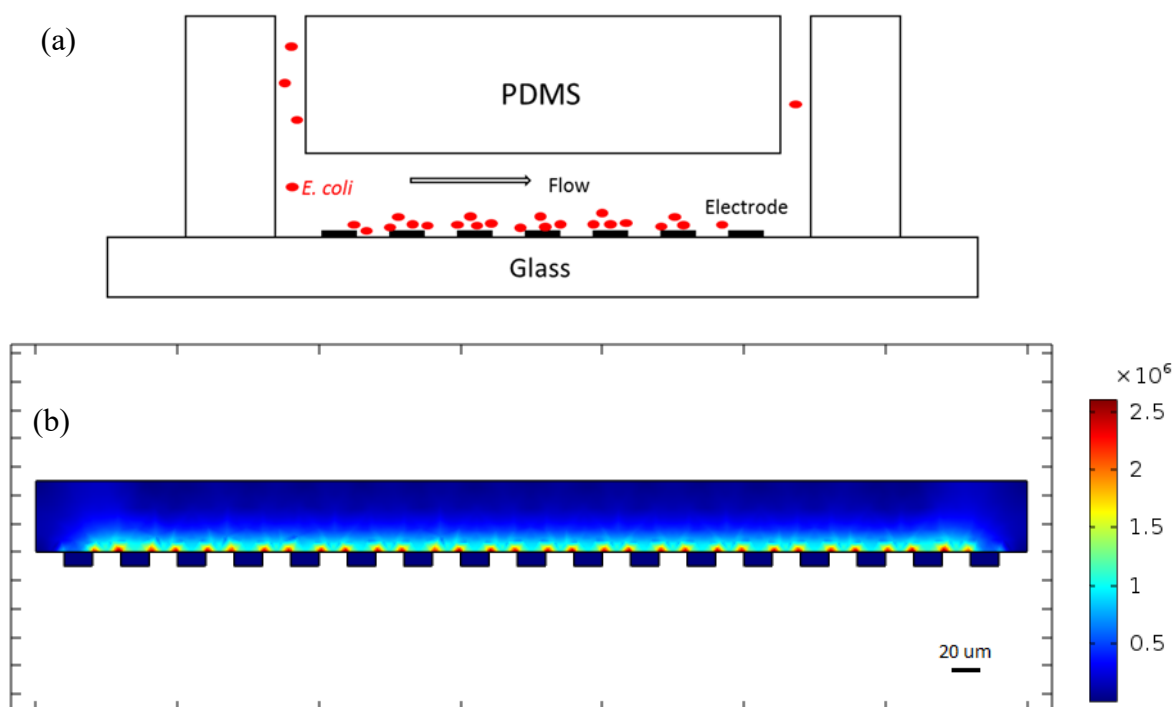 (a)
PDMS
E. coli
Flow
Electrode
Glass
(b)
×10⁶
2.5
2
1.5
1
0.5
20 um